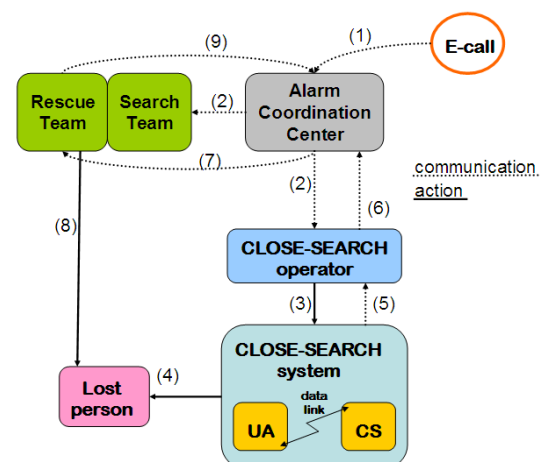 (9)
(1)
E-call
Rescue
Team
Search
Team
(2)
Alarm
Coordination
Center
(7)
(2)
(6)
communication
action
(8)
CLOSE-SEARCH
operator
(3)
(5)
CLOSE-SEARCH
system
(4)
Lost
person
data
link
UA
CS